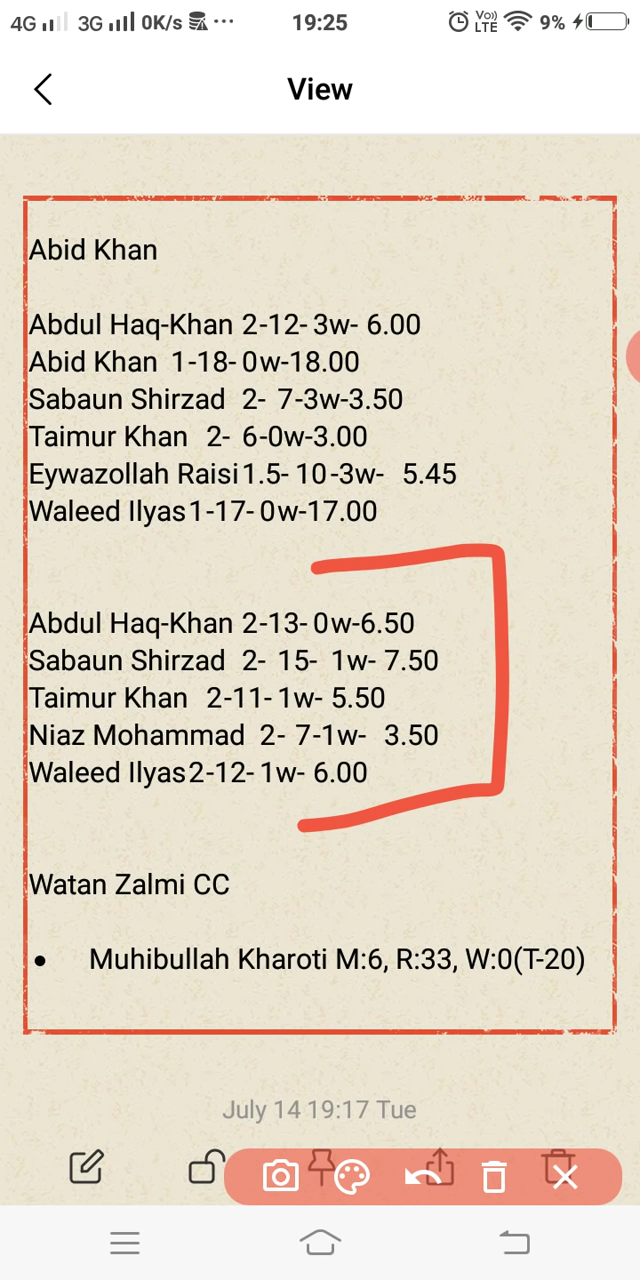 4G 3G 0K/s ... 19:25 Vo) LTE 9%
View
Abid Khan
Abdul Haq-Khan 2-12- 3w- 6.00
Abid Khan 1-18- 0w-18.00
Sabaun Shirzad 2- 7-3w-3.50
Taimur Khan 2- 6-0w-3.00
Eywazollah Raisi 1.5- 10-3w- 5.45
Waleed Ilyas 1-17- 0w-17.00
Abdul Haq-Khan 2-13- 0w-6.50
Sabaun Shirzad 2- 15- 1w- 7.50
Taimur Khan 2-11- 1w- 5.50
Niaz Mohammad 2- 7-1w- 3.50
Waleed Ilyas 2-12- 1w- 6.00
Watan Zalmi CC
• Muhibullah Kharoti M:6, R:33, W:0(T-20)
July 14 19:17 Tue